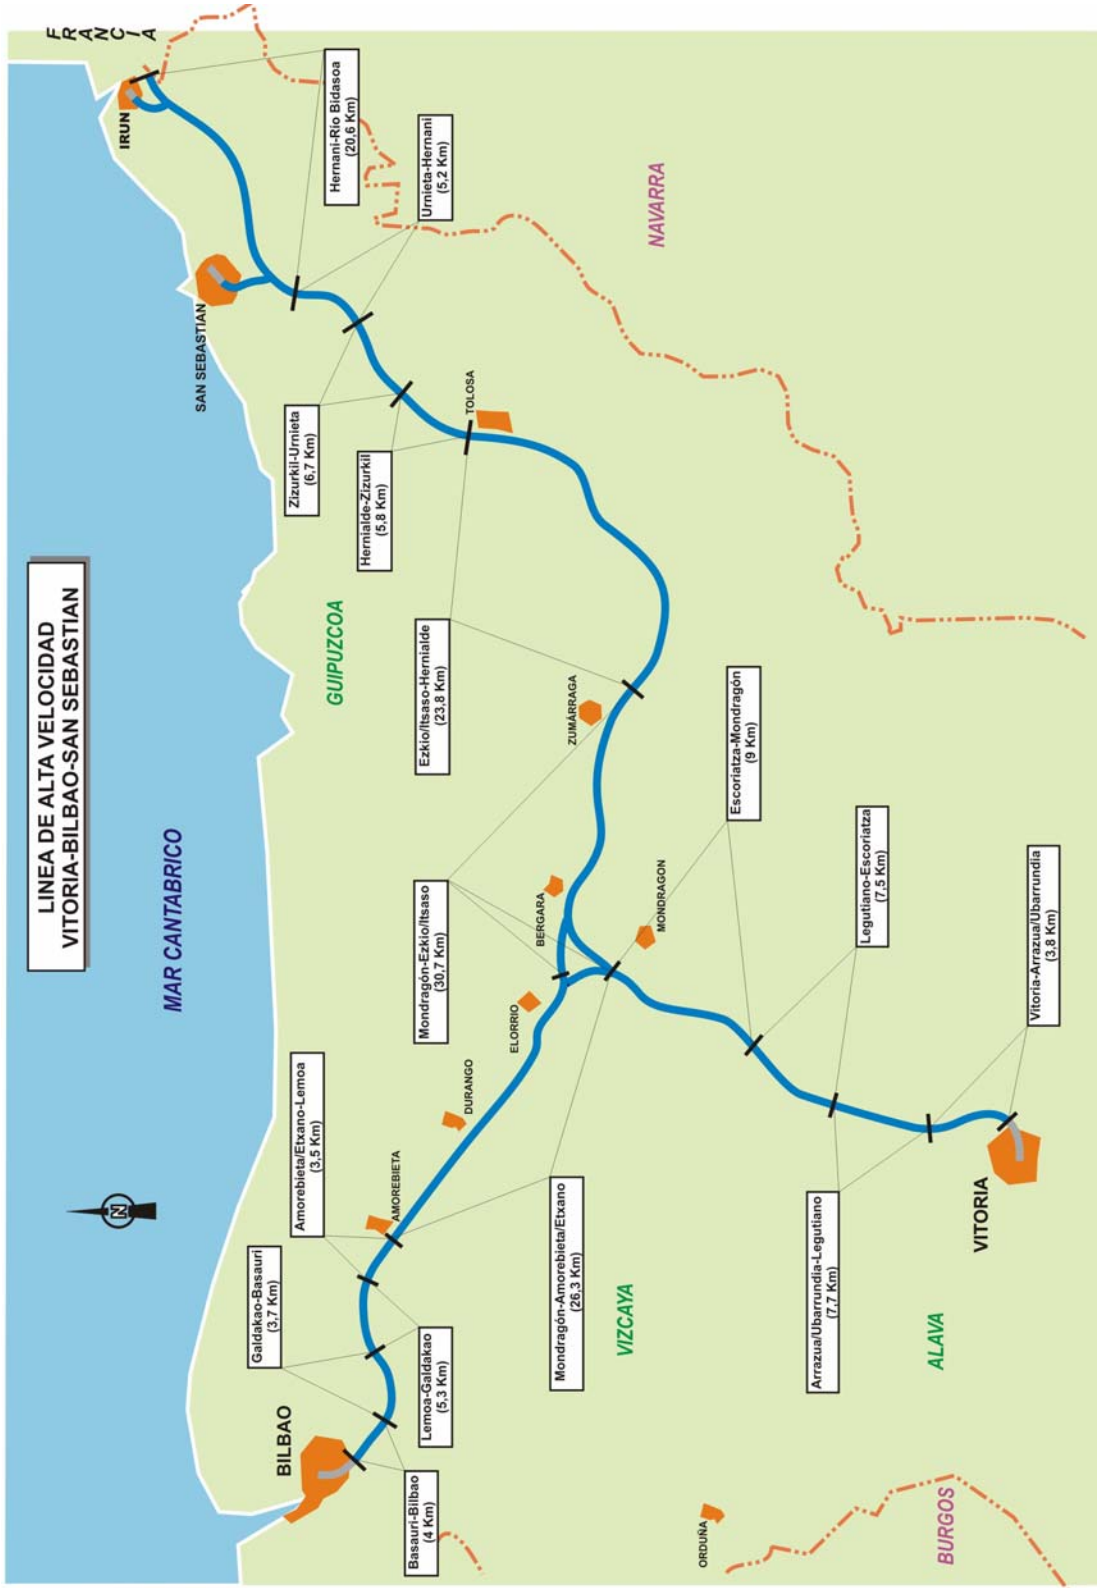 LINEA DE ALTA VELOCIDAD
VITORIA-BILBAO-SAN SEBASTIAN
MAR CANTABRICO
N
FRANCIA
IRUN
SAN SEBASTIAN
Hernani-Río Bidasoa
(20,6 Km)
Urnieta-Hernani
(5,2 Km)
Zizurkil-Urnieta
(6,7 Km)
Hernialde-Zizurkil
(5,8 Km)
TOLOSA
NAVARRA
GUIPUZCOA
Ezkio/Itsaso-Hernialde
(23,8 Km)
ZUMÁRRAGA
Mondragón-Ezkio/Itsaso
(30,7 Km)
BERGARA
Escoriatza-Mondragón
(9 Km)
MONDRAGON
ELORRIO
DURANGO
Amorebieta/Etxano-Lemoa
(3,5 Km)
AMOREBIETA
Galdakao-Basauri
(3,7 Km)
BILBAO
Lemoa-Galdakao
(5,3 Km)
Basauri-Bilbao
(4 Km)
Mondragón-Amorebieta/Etxano
(26,3 Km)
VIZCAYA
Legutiano-Escoriatza
(7,5 Km)
Vitoria-Arrazua/Ubarrundia
(3,8 Km)
Arrazua/Ubarrundia-Legutiano
(7,7 Km)
VITORIA
ALAVA
ORDUÑA
BURGOS